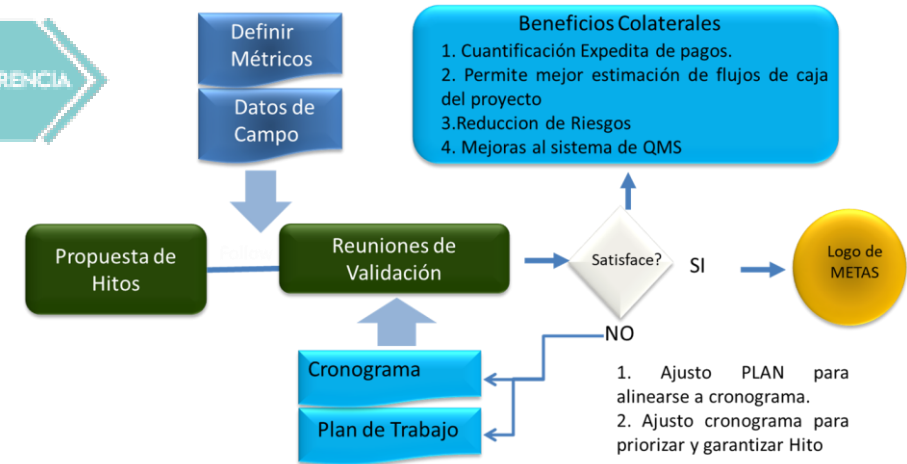 RENCIA
Definir
Métricos
Datos de
Campo
Beneficios Colaterales
1. Cuantificación Expedita de pagos.
2. Permite mejor estimación de flujos de caja
del proyecto
3.Reduccion de Riesgos
4. Mejoras al sistema de QMS
Propuesta de
Hitos
Reuniones de
Validación
Satisface?
SI
Logo de
METAS
NO
Cronograma
Plan de Trabajo
1. Ajusto PLAN para
alinearse a cronograma.
2. Ajusto cronograma para
priorizar y garantizar Hito